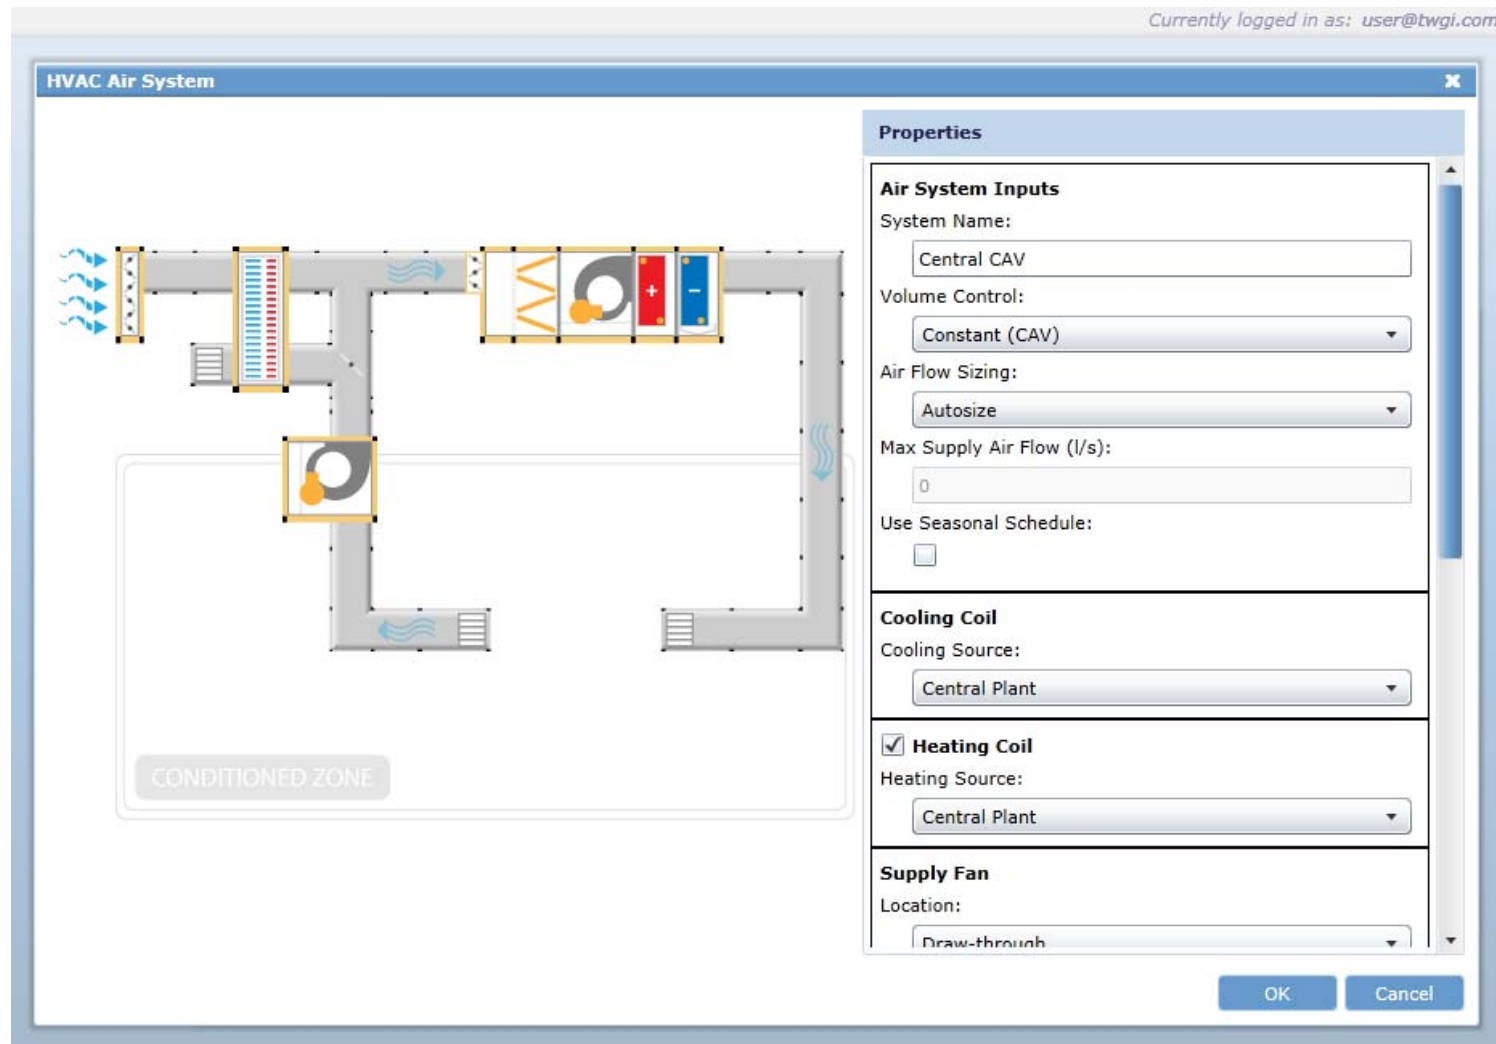 Currently logged in as: user@twgi.com
HVAC Air System
Properties
Air System Inputs
System Name:
Central CAV
Volume Control:
Constant (CAV)
Air Flow Sizing:
Autosize
Max Supply Air Flow (l/s):
0
Use Seasonal Schedule:
Cooling Coil
Cooling Source:
Central Plant
Heating Coil
Heating Source:
Central Plant
Supply Fan
Location:
Draw-through
+ -
CONDITIONED ZONE
OK Cancel